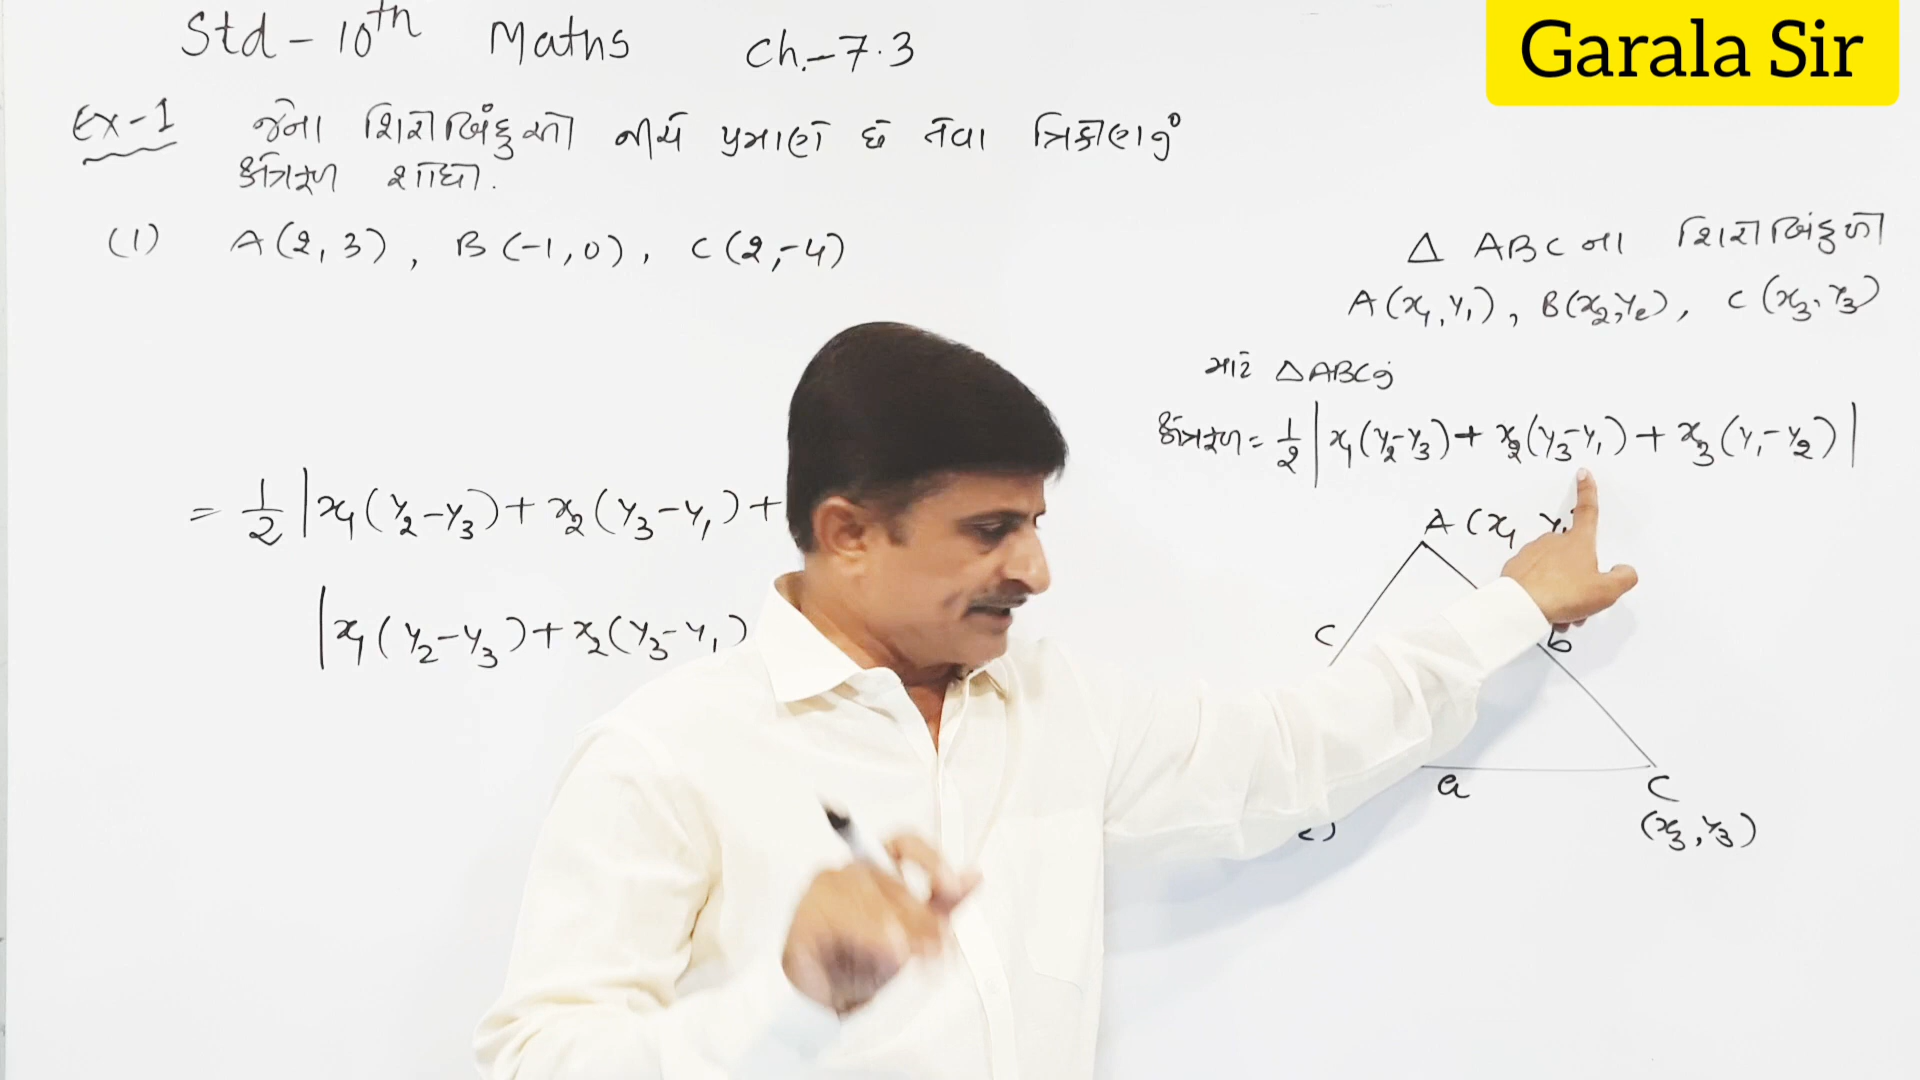 Std - 10th Maths Ch.-7.3
Garala Sir
Ex-1 જેના શિરોબિંદુઓ નીચે પ્રમાણે છે તેવા ત્રિકોણનું
ક્ષેત્રફળ શોધો.
(1) A(2,3), B(-1,0), C(2,-4)
△ ABC ના શિરોબિંદુઓ
A(x₁,y₁), B(x₂,y₂), C(x₃,y₃)
માટે △ABCનું
ક્ષેત્રફળ = 1/2 |x₁(y₂-y₃)+x₂(y₃-y₁)+x₃(y₁-y₂)|
= 1/2 |x₁(y₂-y₃)+x₂(y₃-y₁)+
|x₁(y₂-y₃)+x₂(y₃-y₁)
A(x₁ y₁
c
b
a
C
(x₃,y₃)